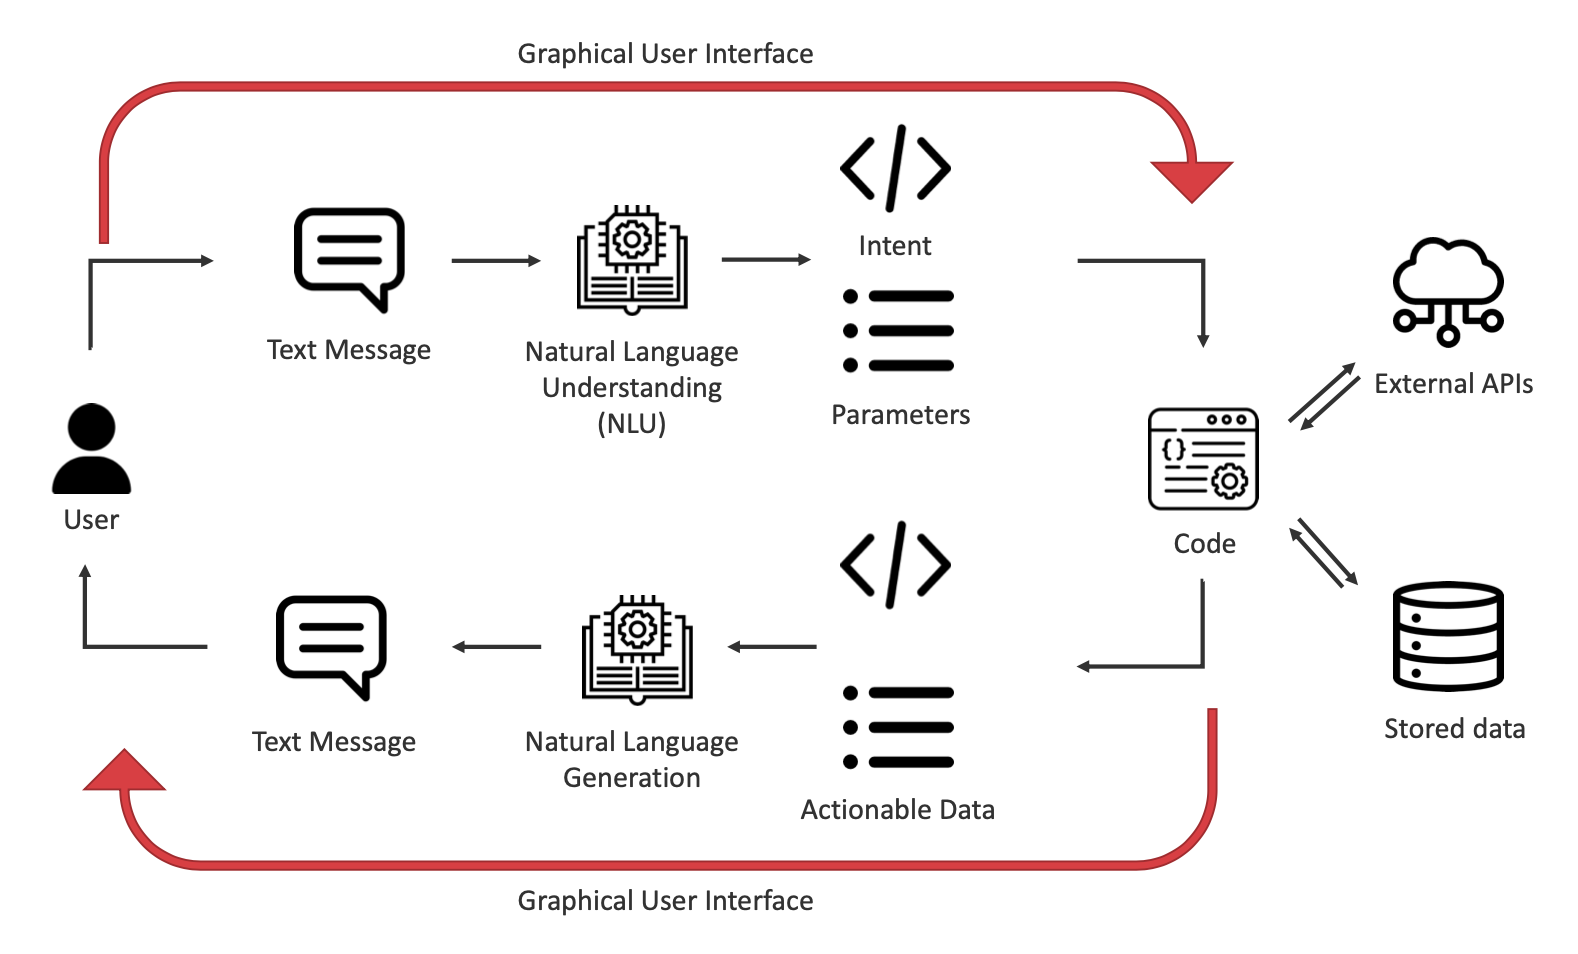 Graphical User Interface
Intent
Text Message
Natural Language
Understanding
(NLU)
Parameters
External APIs
{}
User
Code
Text Message
Natural Language
Generation
Actionable Data
Stored data
Graphical User Interface